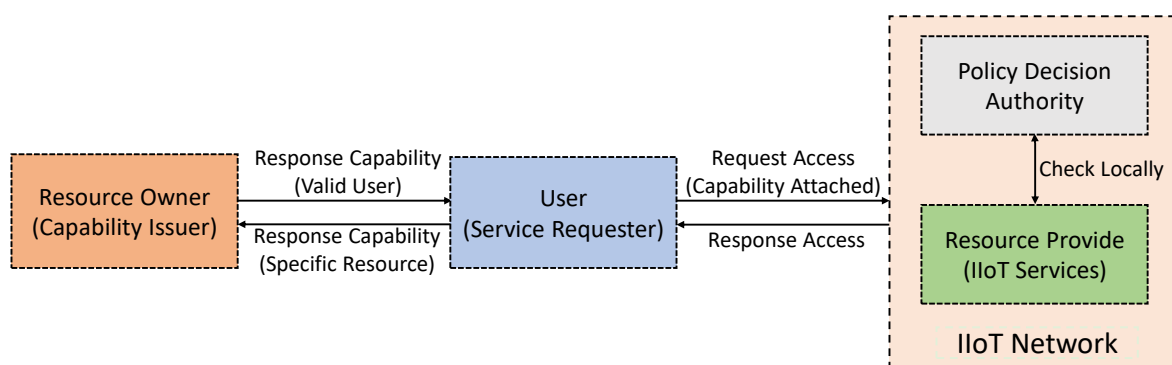 Resource Owner
(Capability Issuer)
Response Capability
(Valid User)
Response Capability
(Specific Resource)
User
(Service Requester)
Request Access
(Capability Attached)
Response Access
Policy Decision
Authority
Check Locally
Resource Provide
(IIoT Services)
IIoT Network